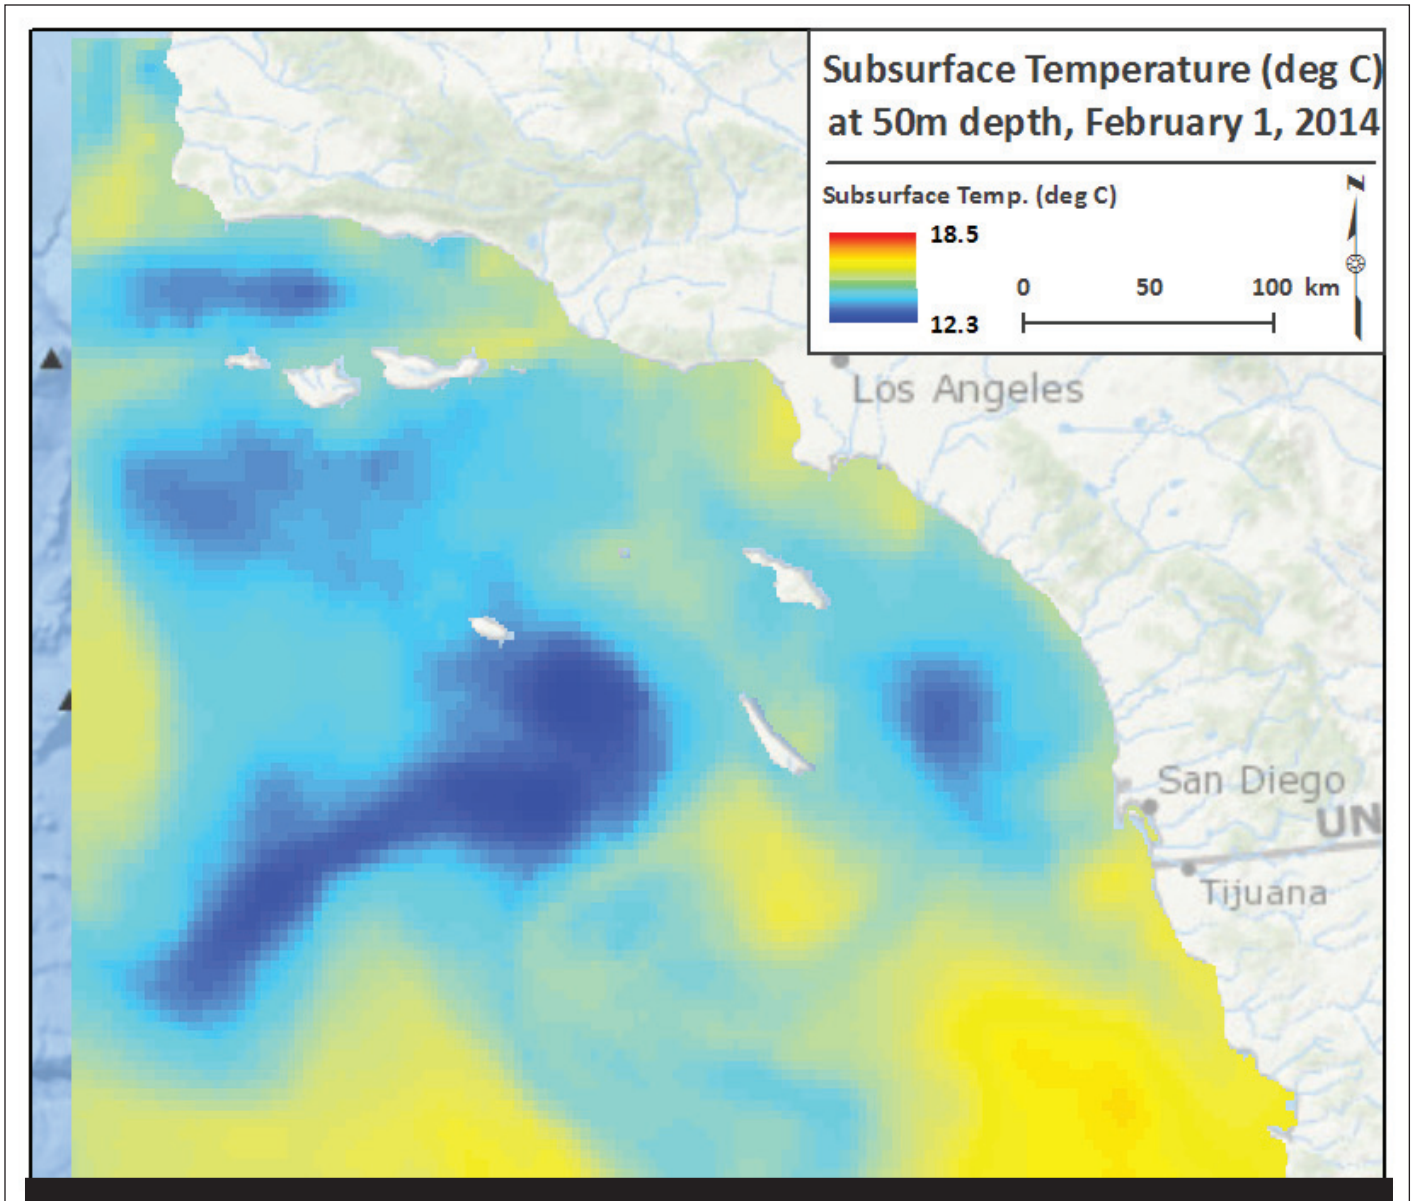 Subsurface Temperature (deg C)
at 50m depth, February 1, 2014
Subsurface Temp. (deg C)
18.5
12.3
0 50 100 km
N
Los Angeles
San Diego
UN
Tijuana